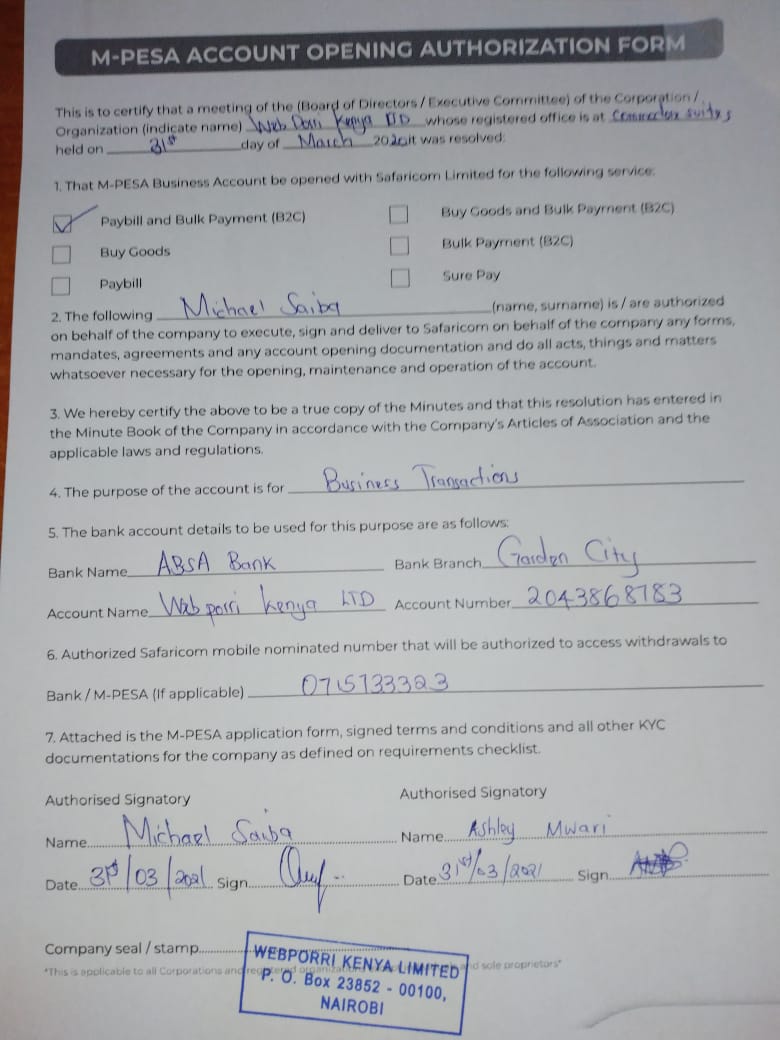 M-PESA ACCOUNT OPENING AUTHORIZATION FORM
This is to certify that a meeting of the (Board of Directors / Executive Committee) of the Corporation /
Organization (indicate name) Web Porri Kenya LTD whose registered office is at Commodore suites
held on 31st day of March 202 it was resolved:
1. That M-PESA Business Account be opened with Safaricom Limited for the following service:
Paybill and Bulk Payment (B2C) Buy Goods and Bulk Payment (B2C)
Buy Goods Bulk Payment (B2C)
Paybill Sure Pay
2. The following Michael Saiba (name, surname) is / are authorized
on behalf of the company to execute, sign and deliver to Safaricom on behalf of the company any forms,
mandates, agreements and any account opening documentation and do all acts, things and matters
whatsoever necessary for the opening, maintenance and operation of the account.
3. We hereby certify the above to be a true copy of the Minutes and that this resolution has entered in
the Minute Book of the Company in accordance with the Company's Articles of Association and the
applicable laws and regulations.
4. The purpose of the account is for Business Transactions
5. The bank account details to be used for this purpose are as follows:
Bank Name ABSA Bank Bank Branch Garden City
Account Name Web porri Kenya LTD Account Number 2043868783
6. Authorized Safaricom mobile nominated number that will be authorized to access withdrawals to
Bank / M-PESA (If applicable) 0715733323
7. Attached is the M-PESA application form, signed terms and conditions and all other KYC
documentations for the company as defined on requirements checklist.
Authorised Signatory Authorised Signatory
Name Michael Saiba Name Ashley Mwari
Date 31st/03/2021 Sign Date 31st/03/2021 Sign
Company seal / stamp
*This is applicable to all Corporations and registered and sole proprietors*
WEBPORRI KENYA LIMITED
P. O. Box 23852 - 00100,
NAIROBI